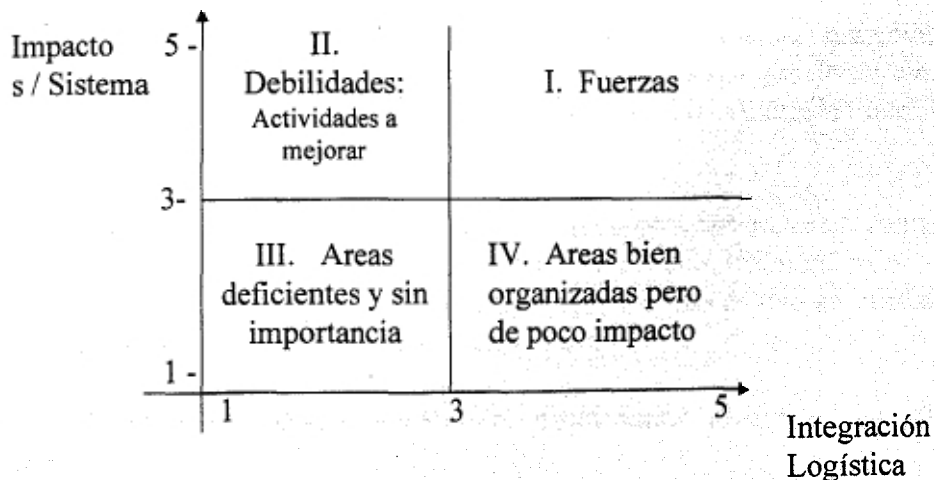 Impacto
s / Sistema
5 -
II.
Debilidades:
Actividades a
mejorar
I. Fuerzas
3-
III. Areas
deficientes y sin
importancia
IV. Areas bien
organizadas pero
de poco impacto
1 -
1
3
5
Integración
Logística